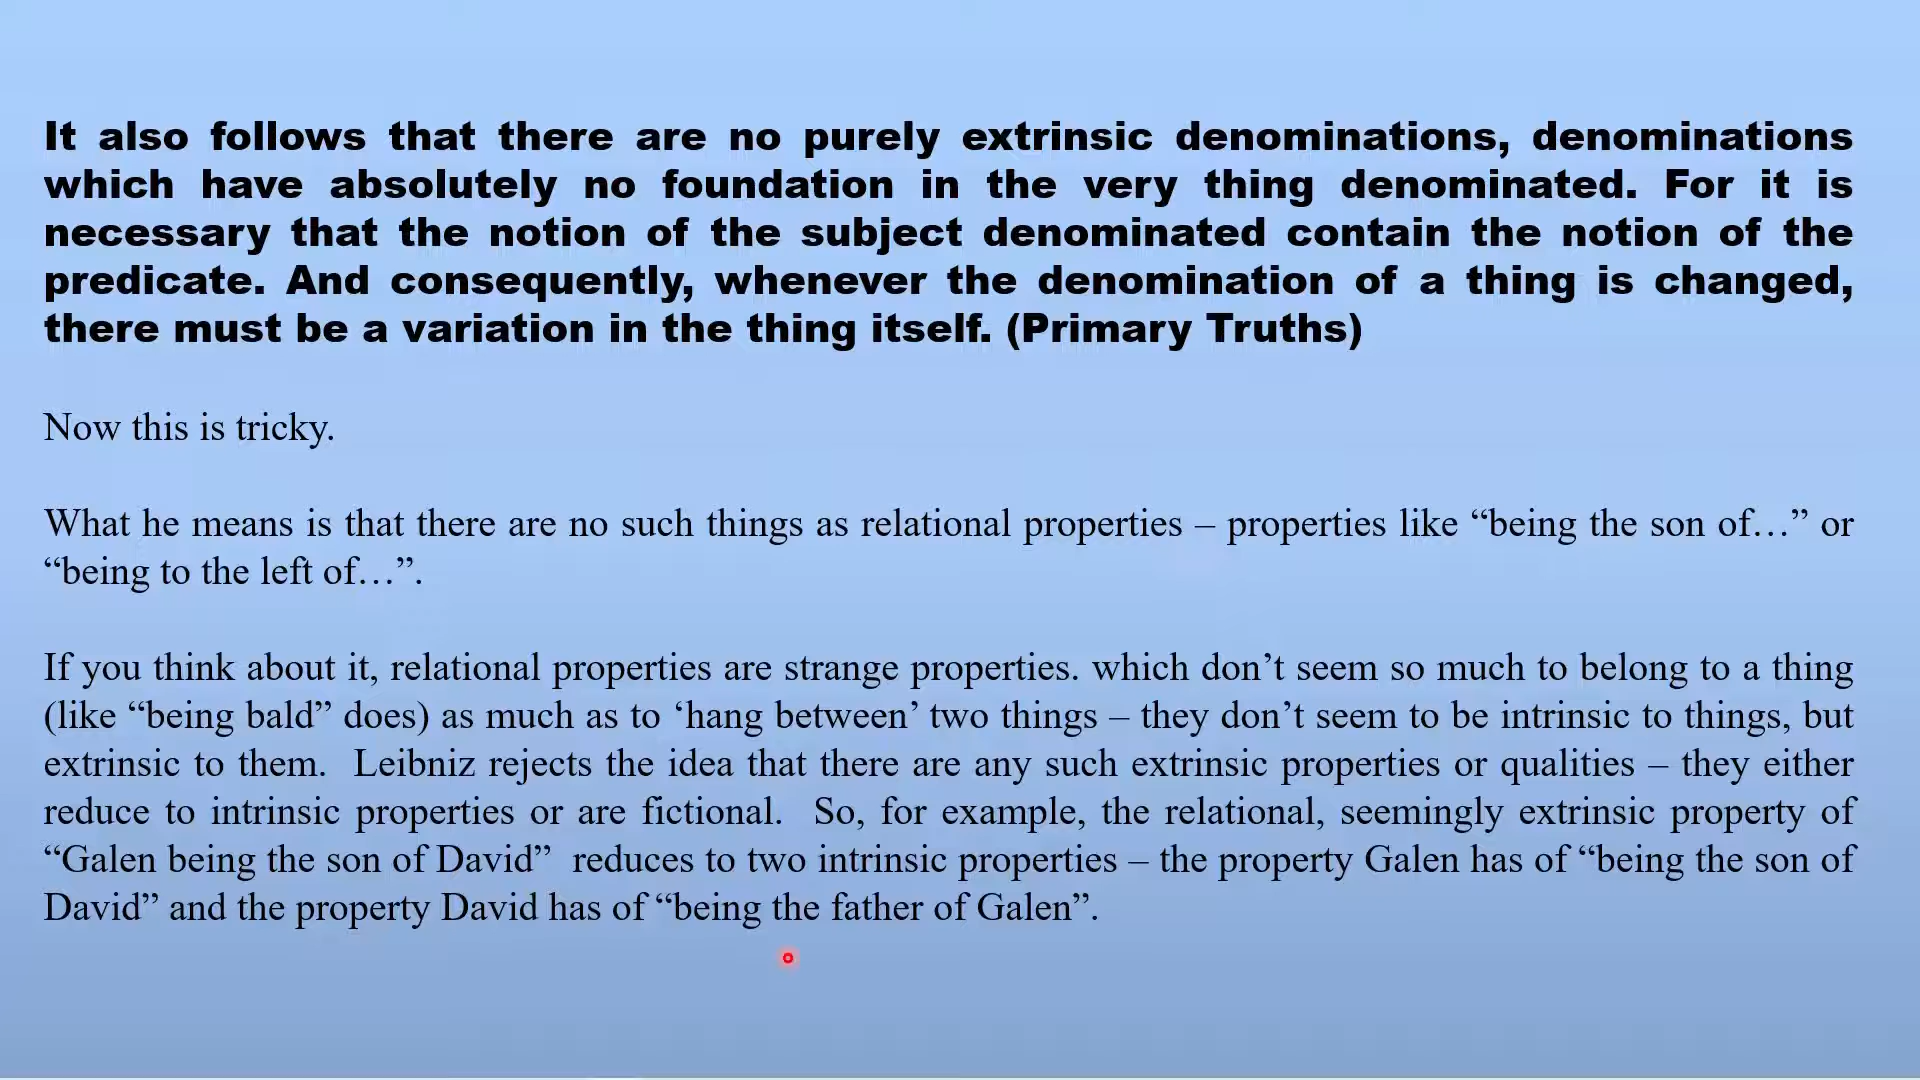 It also follows that there are no purely extrinsic denominations, denominations
which have absolutely no foundation in the very thing denominated. For it is
necessary that the notion of the subject denominated contain the notion of the
predicate. And consequently, whenever the denomination of a thing is changed,
there must be a variation in the thing itself. (Primary Truths)
Now this is tricky.
What he means is that there are no such things as relational properties – properties like “being the son of…” or
“being to the left of…”.
If you think about it, relational properties are strange properties. which don’t seem so much to belong to a thing
(like “being bald” does) as much as to ‘hang between’ two things – they don’t seem to be intrinsic to things, but
extrinsic to them.  Leibniz rejects the idea that there are any such extrinsic properties or qualities – they either
reduce to intrinsic properties or are fictional.  So, for example, the relational, seemingly extrinsic property of
“Galen being the son of David”  reduces to two intrinsic properties – the property Galen has of “being the son of
David” and the property David has of “being the father of Galen”.